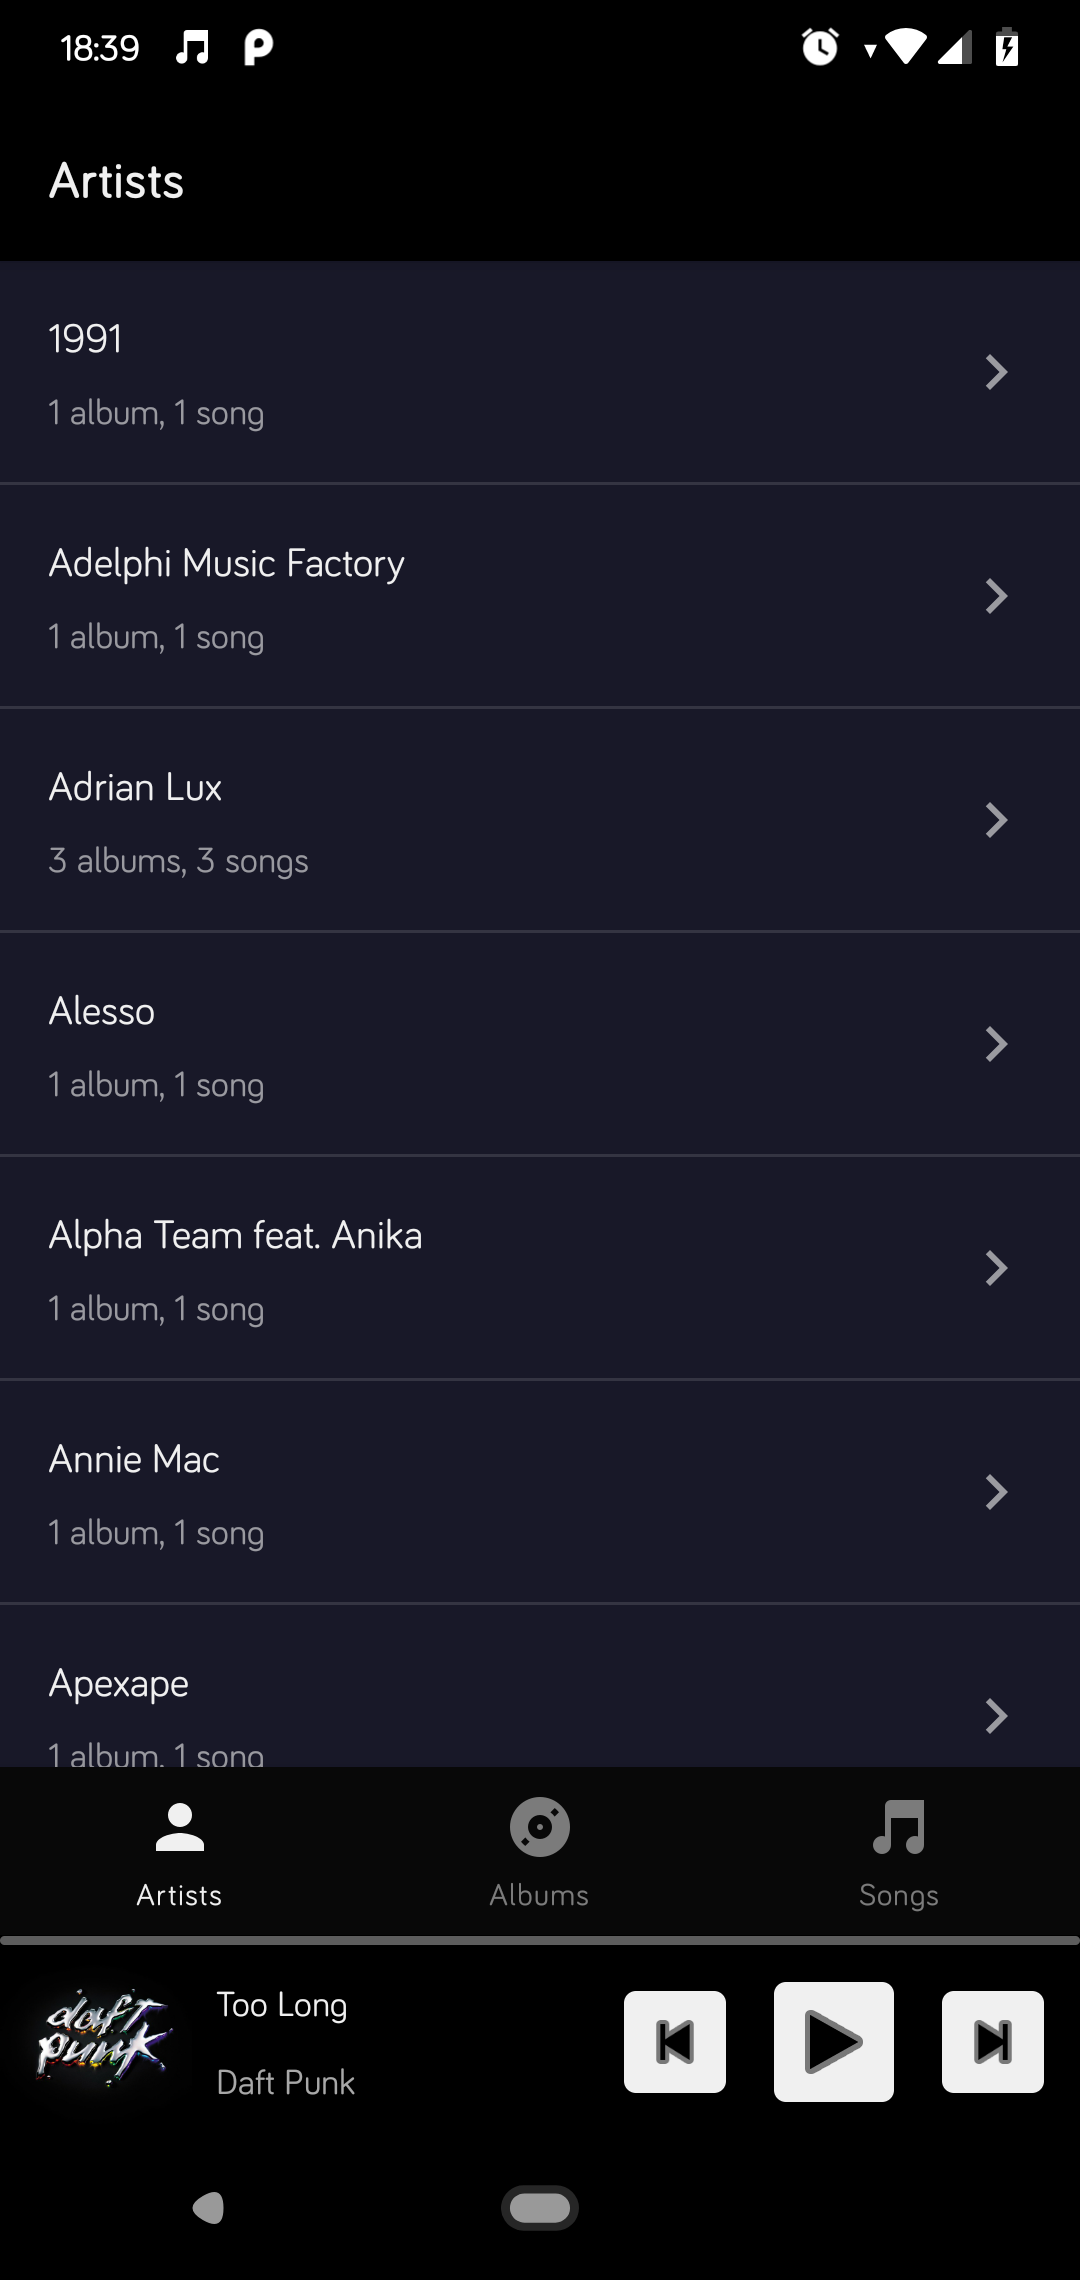 18:39
Artists
1991
1 album, 1 song
Adelphi Music Factory
1 album, 1 song
Adrian Lux
3 albums, 3 songs
Alesso
1 album, 1 song
Alpha Team feat. Anika
1 album, 1 song
Annie Mac
1 album, 1 song
Apexape
1 album, 1 song
Artists
Albums
Songs
daft
punk
Too Long
Daft Punk